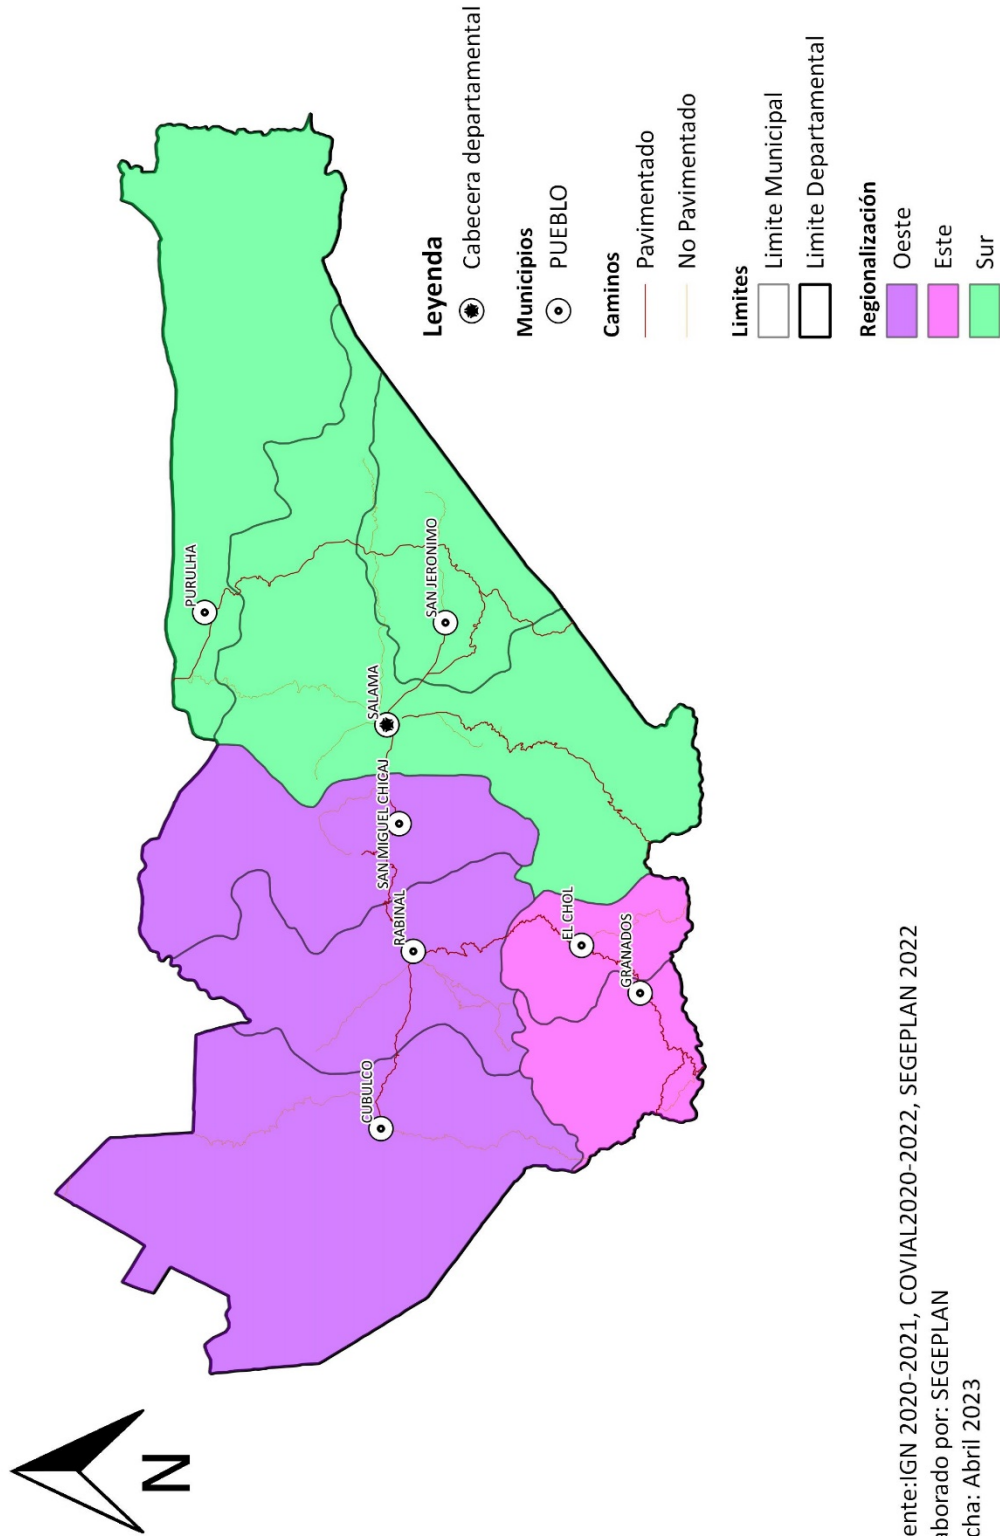 N
PURULHA
SALAMA
SAN JERONIMO
SAN MIGUEL CHICAJ
RABINAL
CUBULCO
EL CHOL
GRANADOS
Leyenda
Cabecera departamental
Municipios
PUEBLO
Caminos
Pavimentado
No Pavimentado
Limites
Limite Municipal
Limite Departamental
Regionalización
Oeste
Este
Sur
ente:IGN 2020-2021, COVIAL2020-2022, SEGEPLAN 2022
aborado por: SEGEPLAN
cha: Abril 2023